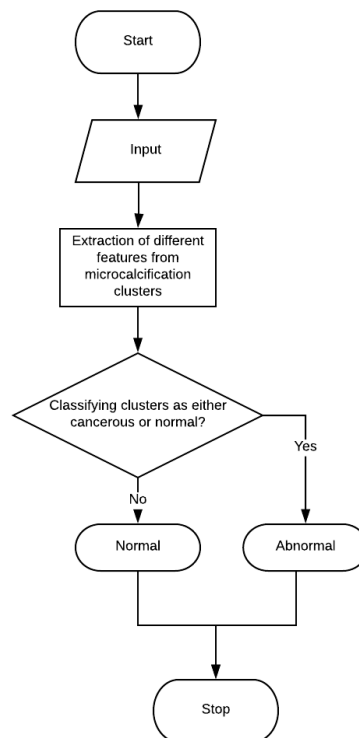 Start
Input
Extraction of different
features from
microcalcification
clusters
Classifying clusters as either
cancerous or normal?
Yes
No
Normal
Abnormal
Stop